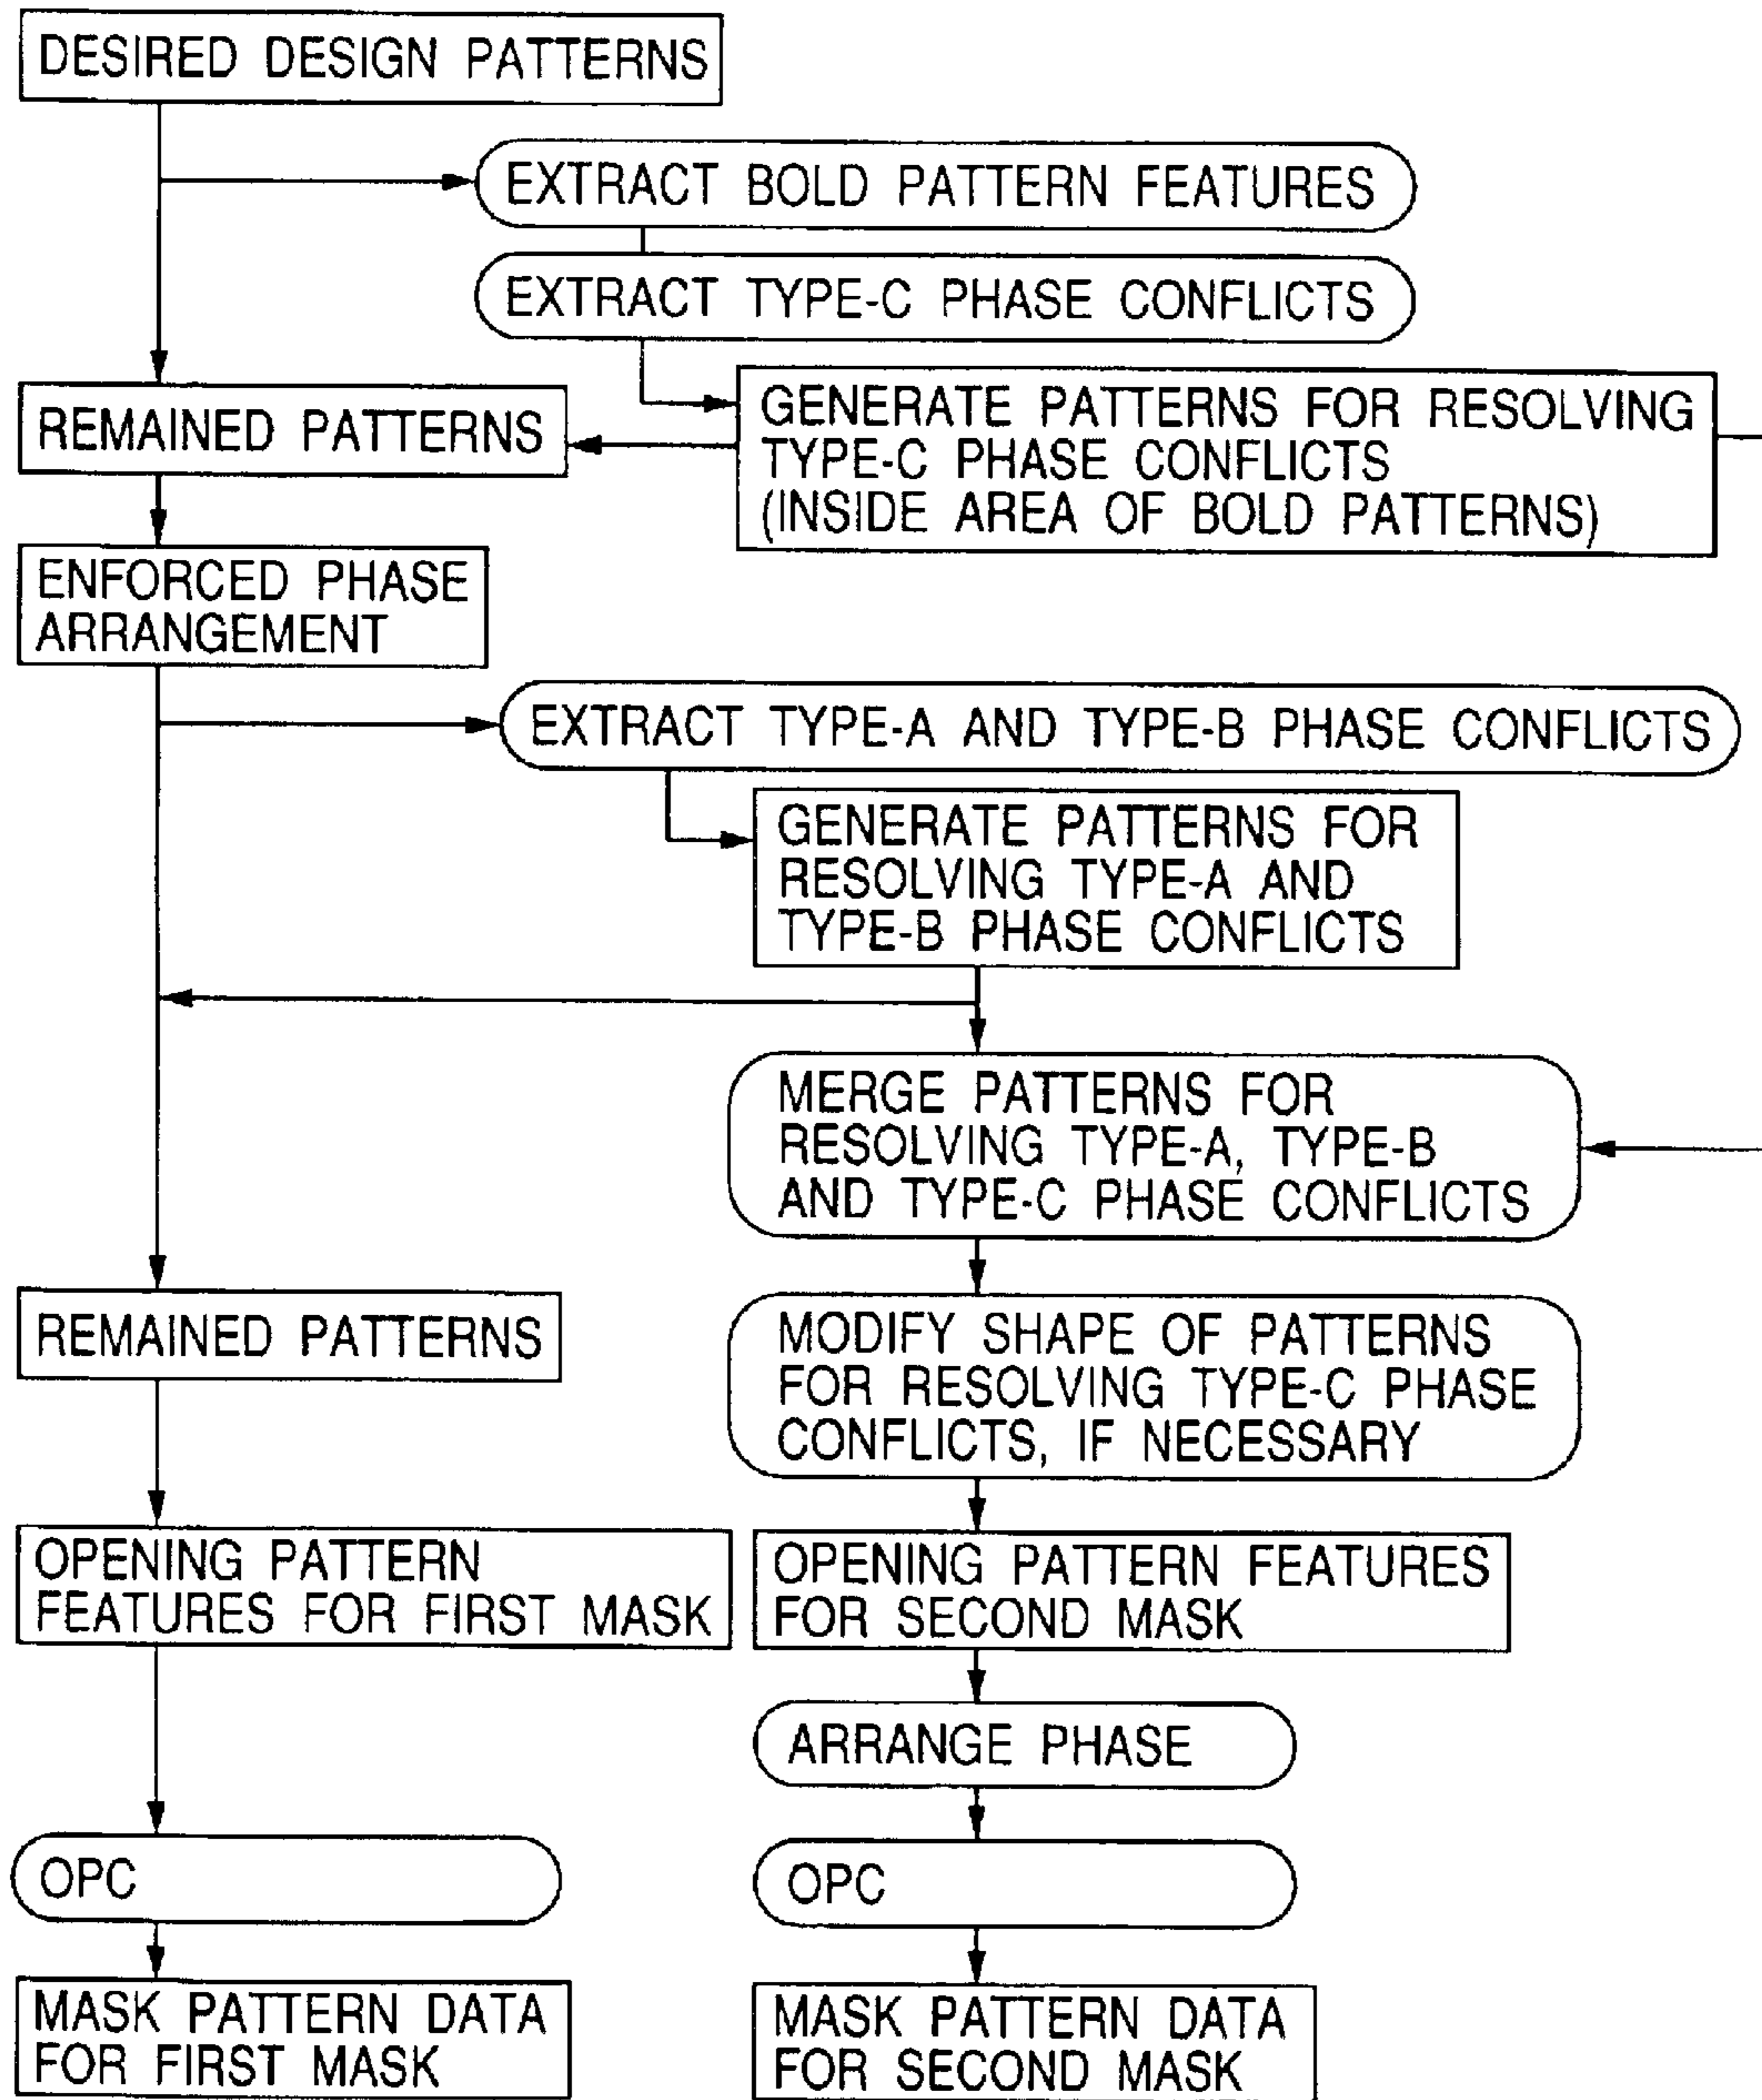 DESIRED DESIGN PATTERNS
EXTRACT BOLD PATTERN FEATURES
EXTRACT TYPE-C PHASE CONFLICTS
REMAINED PATTERNS
GENERATE PATTERNS FOR RESOLVING
TYPE-C PHASE CONFLICTS
(INSIDE AREA OF BOLD PATTERNS)
ENFORCED PHASE
ARRANGEMENT
EXTRACT TYPE-A AND TYPE-B PHASE CONFLICTS
GENERATE PATTERNS FOR
RESOLVING TYPE-A AND
TYPE-B PHASE CONFLICTS
MERGE PATTERNS FOR
RESOLVING TYPE-A, TYPE-B
AND TYPE-C PHASE CONFLICTS
REMAINED PATTERNS
MODIFY SHAPE OF PATTERNS
FOR RESOLVING TYPE-C PHASE
CONFLICTS, IF NECESSARY
OPENING PATTERN
FEATURES FOR FIRST MASK
OPENING PATTERN FEATURES
FOR SECOND MASK
ARRANGE PHASE
OPC
OPC
MASK PATTERN DATA
FOR FIRST MASK
MASK PATTERN DATA
FOR SECOND MASK